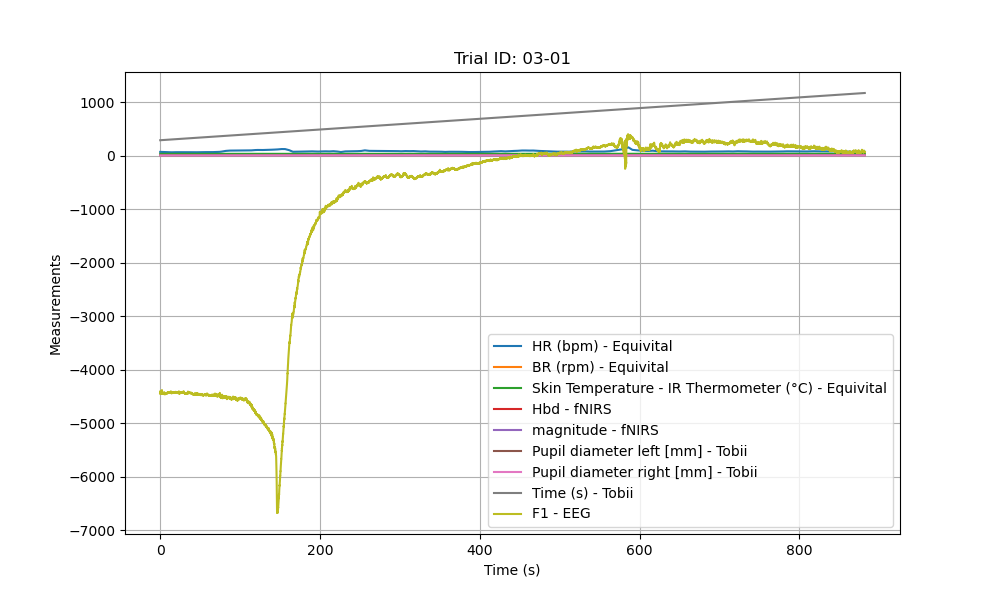 Trial ID: 03-01
Measurements
1000
0
−1000
−2000
−3000
−4000
−5000
−6000
−7000
HR (bpm) - Equivital
BR (rpm) - Equivital
Skin Temperature - IR Thermometer (°C) - Equivital
Hbd - fNIRS
magnitude - fNIRS
Pupil diameter left [mm] - Tobii
Pupil diameter right [mm] - Tobii
Time (s) - Tobii
F1 - EEG
0 200 400 600 800
Time (s)